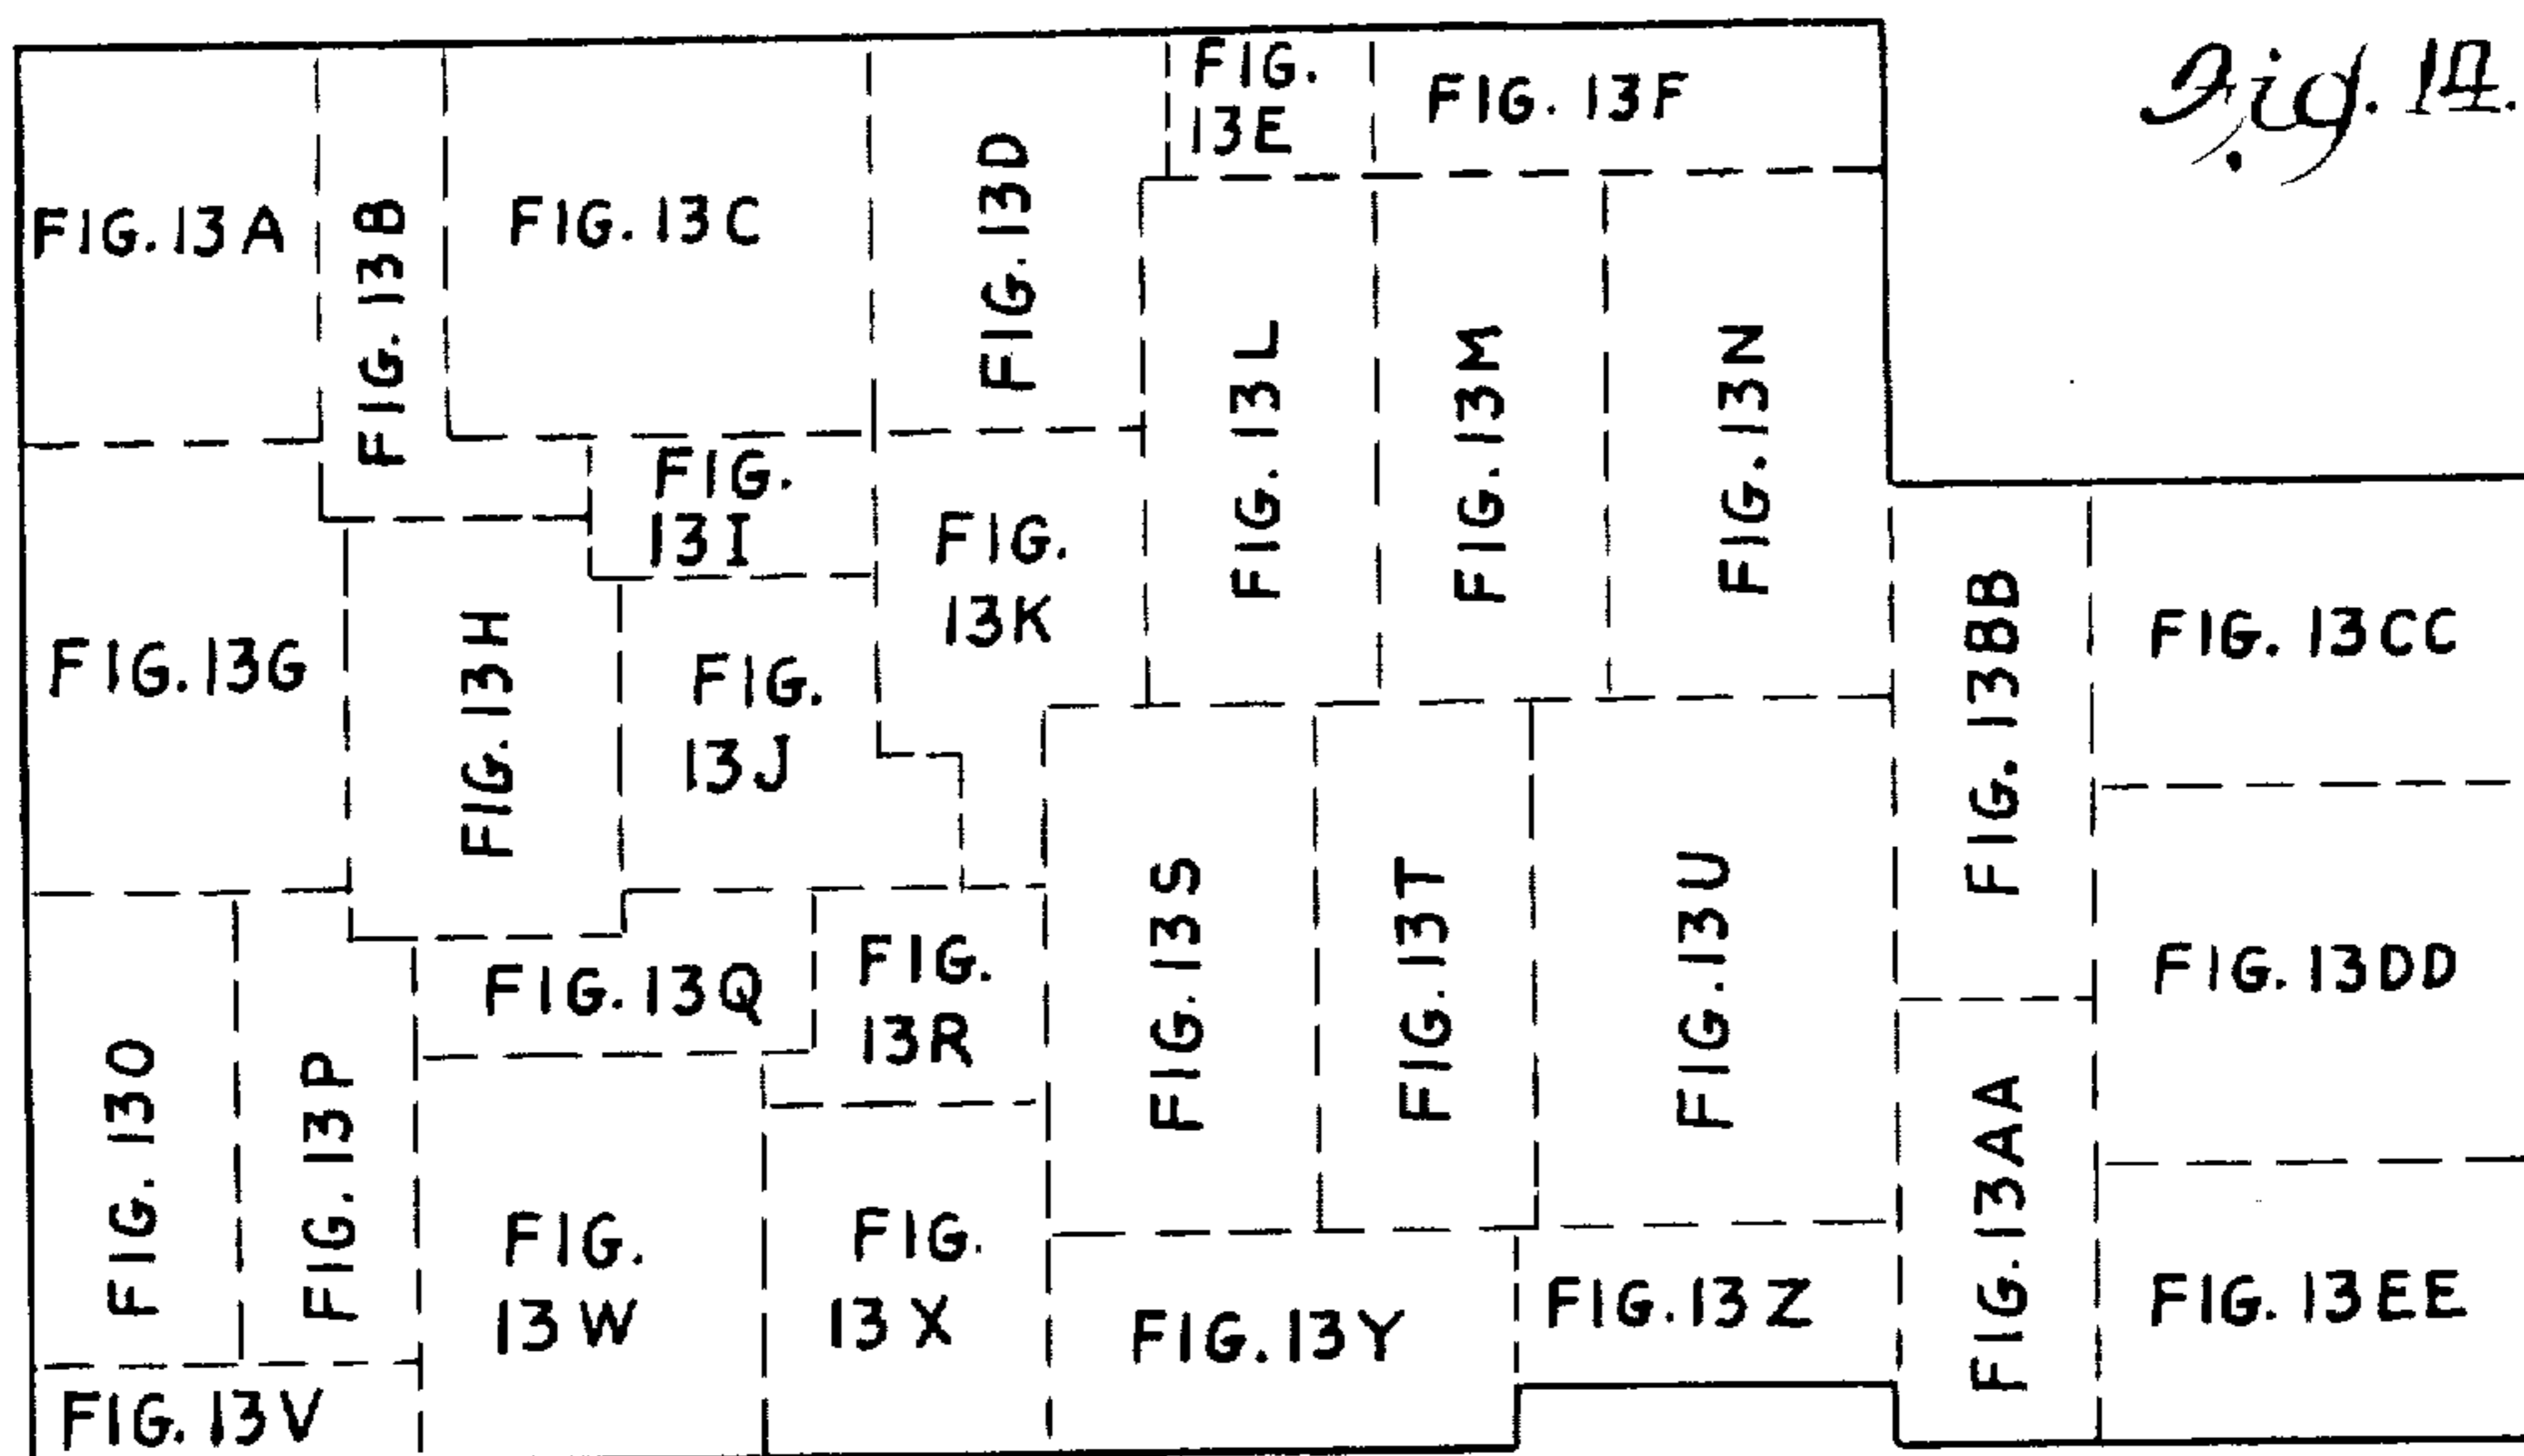 Fig. 14.
FIG. 13A
FIG. 13B
FIG. 13C
FIG. 13D
FIG.
13E
FIG. 13F
FIG. 13G
FIG. 13H
FIG.
13I
FIG.
13J
FIG.
13K
FIG. 13L
FIG. 13M
FIG. 13N
FIG. 13O
FIG. 13P
FIG. 13Q
FIG.
13R
FIG. 13S
FIG. 13T
FIG. 13U
FIG. 13V
FIG.
13W
FIG.
13X
FIG. 13Y
FIG. 13Z
FIG. 13AA
FIG. 13BB
FIG. 13CC
FIG. 13DD
FIG. 13EE